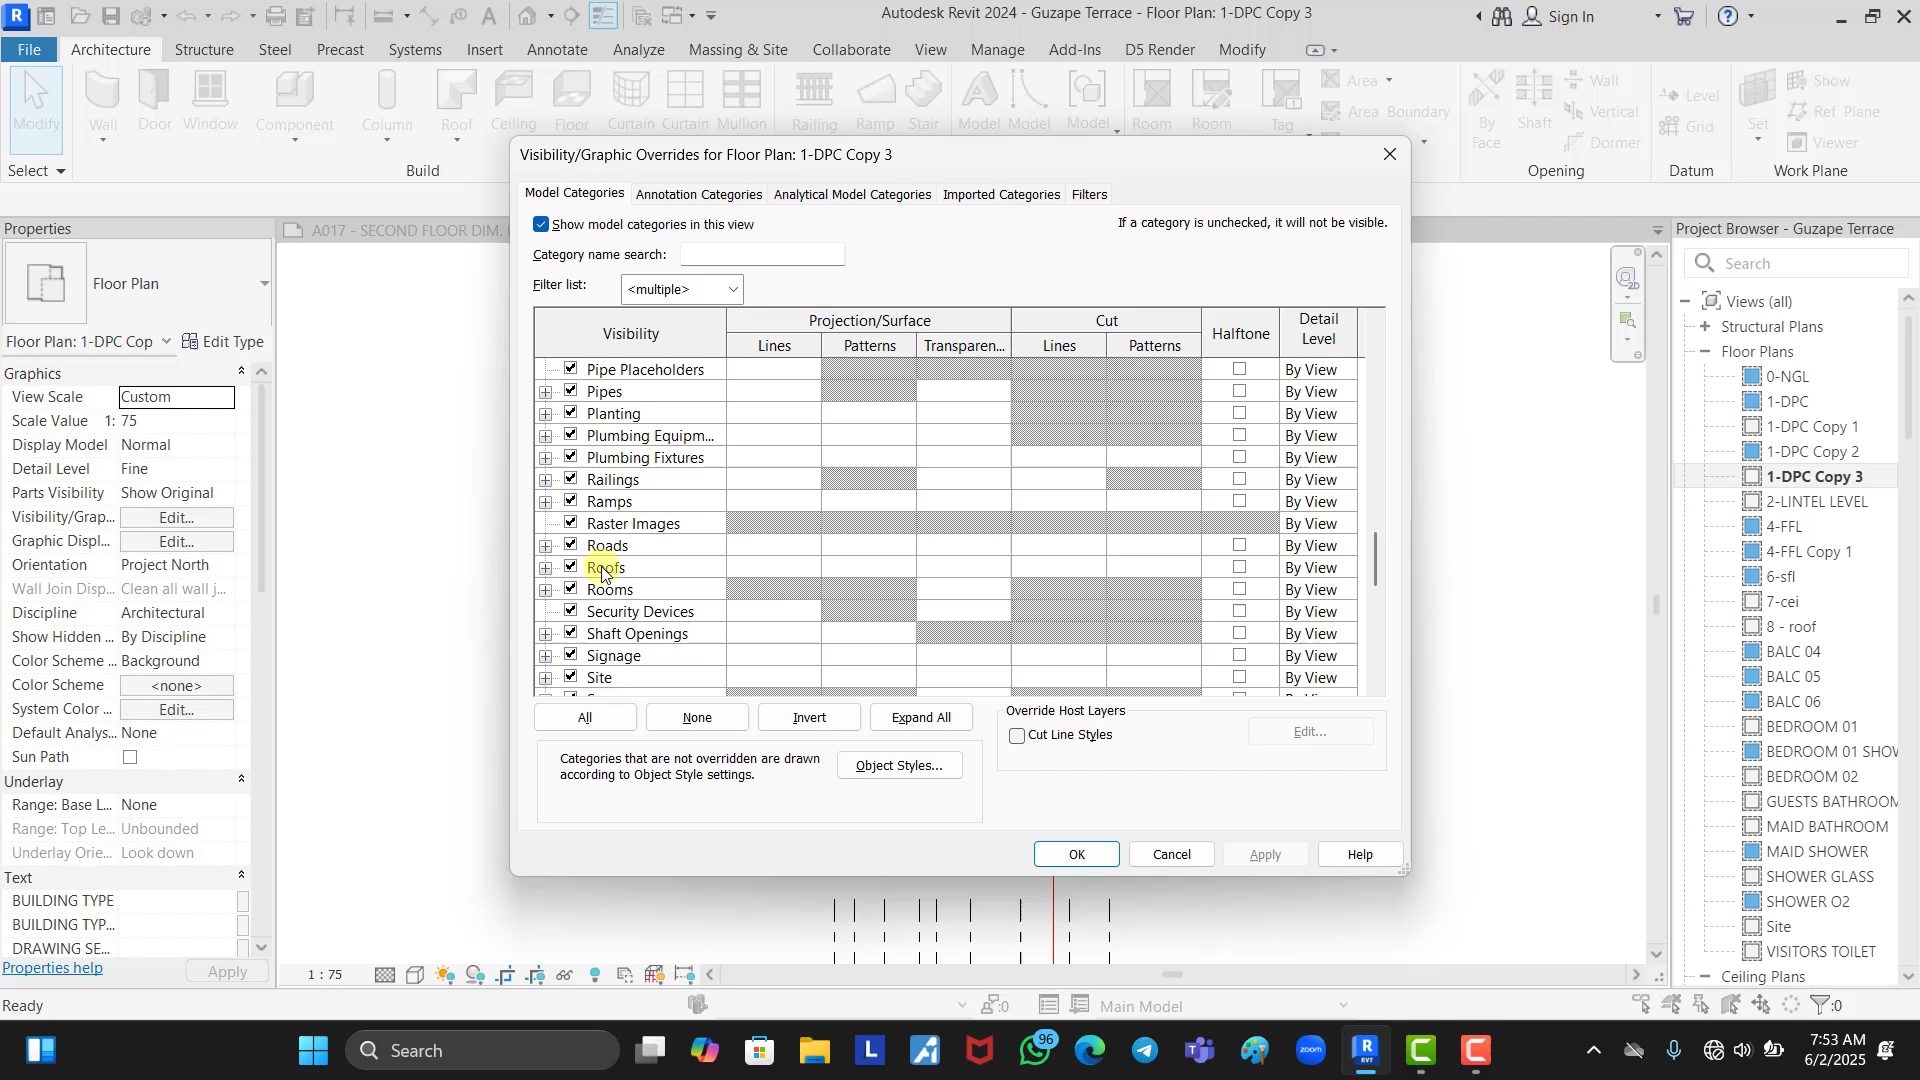 Autodesk Revit 2024 - Guzape Terrace - Floor Plan: 1-DPC Copy 3
Sign In
File Architecture Structure Steel Precast Systems Insert Annotate Analyze Massing & Site Collaborate View Manage Add-Ins D5 Render Modify
Modify Wall Door Window Component Column Roof Ceiling Floor Curtain Curtain Mullion Railing Ramp Stair Model Model Model Room Room Tag
Area
Area Boundary
By Face Shaft Wall Vertical Dormer
Level
Grid
Set Show Ref Plane Viewer
Select Build Opening Datum Work Plane
Properties
Floor Plan
Floor Plan: 1-DPC Cop Edit Type
Graphics
View Scale Custom
Scale Value 1: 75
Display Model Normal
Detail Level Fine
Parts Visibility Show Original
Visibility/Grap... Edit...
Graphic Displ... Edit...
Orientation Project North
Wall Join Disp... Clean all wall j...
Discipline Architectural
Show Hidden ... By Discipline
Color Scheme ... Background
Color Scheme <none>
System Color ... Edit...
Default Analys... None
Sun Path
Underlay
Range: Base L... None
Range: Top Le... Unbounded
Underlay Orie... Look down
Text
BUILDING TYPE
BUILDING TYP...
DRAWING SE...
Properties help Apply
A017 - SECOND FLOOR DIM.
Visibility/Graphic Overrides for Floor Plan: 1-DPC Copy 3
Model Categories Annotation Categories Analytical Model Categories Imported Categories Filters
Show model categories in this view
If a category is unchecked, it will not be visible.
Category name search:
Filter list: <multiple>
Visibility Projection/Surface Cut Halftone Detail Level
Lines Patterns Transparen... Lines Patterns
Pipe Placeholders By View
Pipes By View
Planting By View
Plumbing Equipm... By View
Plumbing Fixtures By View
Railings By View
Ramps By View
Raster Images By View
Roads By View
Roofs By View
Rooms By View
Security Devices By View
Shaft Openings By View
Signage By View
Site By View
All None Invert Expand All
Override Host Layers
Cut Line Styles Edit...
Categories that are not overridden are drawn
according to Object Style settings.
Object Styles...
OK Cancel Apply Help
Project Browser - Guzape Terrace
Search
Views (all)
Structural Plans
Floor Plans
0-NGL
1-DPC
1-DPC Copy 1
1-DPC Copy 2
1-DPC Copy 3
2-LINTEL LEVEL
4-FFL
4-FFL Copy 1
6-sfl
7-cei
8 - roof
BALC 04
BALC 05
BALC 06
BEDROOM 01
BEDROOM 01 SHOW
BEDROOM 02
GUESTS BATHROOM
MAID BATHROOM
MAID SHOWER
SHOWER GLASS
SHOWER O2
Site
VISITORS TOILET
Ceiling Plans
2D
1 : 75
Ready
:0
Main Model
:0
Search
96
L
zoom
R
RVT
C
C
7:53 AM
6/2/2025